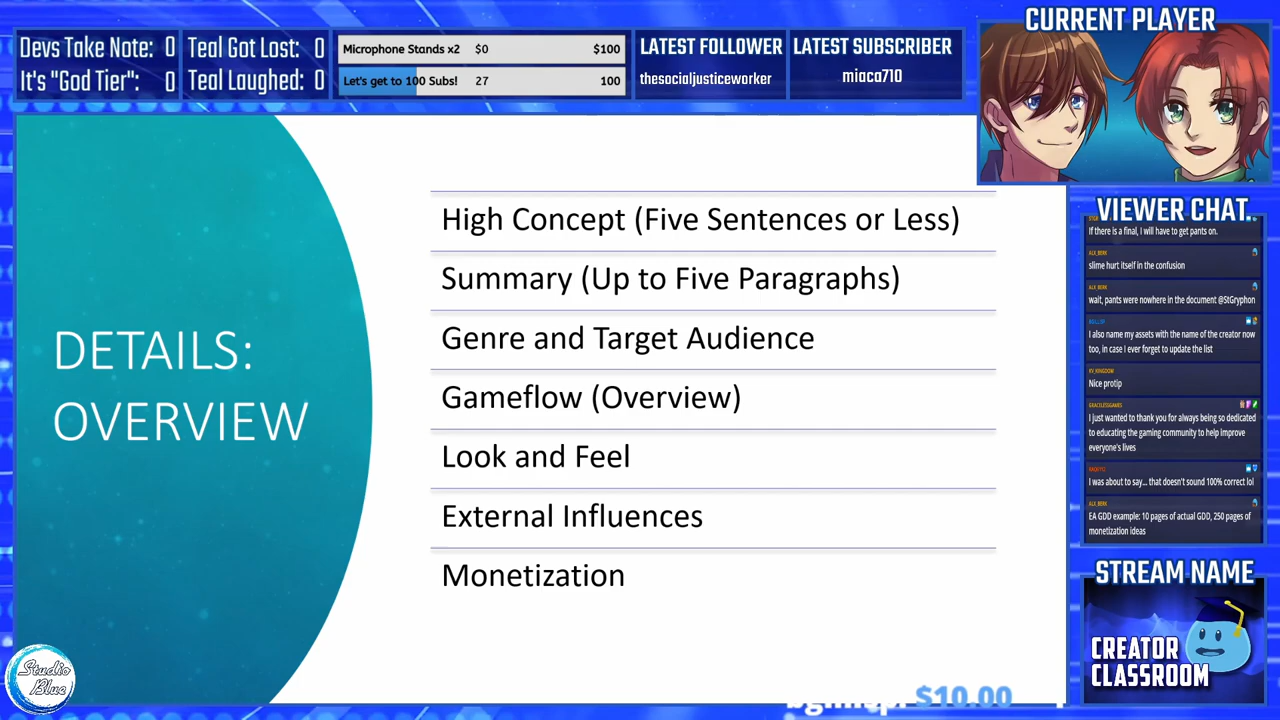 Devs Take Note: 0
It's "God Tier": 0
Teal Got Lost: 0
Teal Laughed: 0
Microphone Stands x2 $0 $100
Let's get to 100 Subs! 27 100
LATEST FOLLOWER
thesocialjusticeworker
LATEST SUBSCRIBER
miaca710
CURRENT PLAYER
DETAILS:
OVERVIEW
High Concept (Five Sentences or Less)
Summary (Up to Five Paragraphs)
Genre and Target Audience
Gameflow (Overview)
Look and Feel
External Influences
Monetization
VIEWER CHAT
If there is a final, I will have to get pants on.
ALX_BERK
slime hurt itself in the confusion
ALX_BERK
wait, pants were nowhere in the document @StGryphon
I also name my assets with the name of the creator now
too, in case I ever forget to update the list
KV_KINGDOM
Nice protip
GRACELESSGAMES
I just wanted to thank you for always being so dedicated
to educating the gaming community to help improve
everyone's lives
I was about to say... that doesn't sound 100% correct lol
ALX_BERK
EA GDD example: 10 pages of actual GDD, 250 pages of
monetization ideas
STREAM NAME
CREATOR
CLASSROOM
Studio
Blue
$10.00